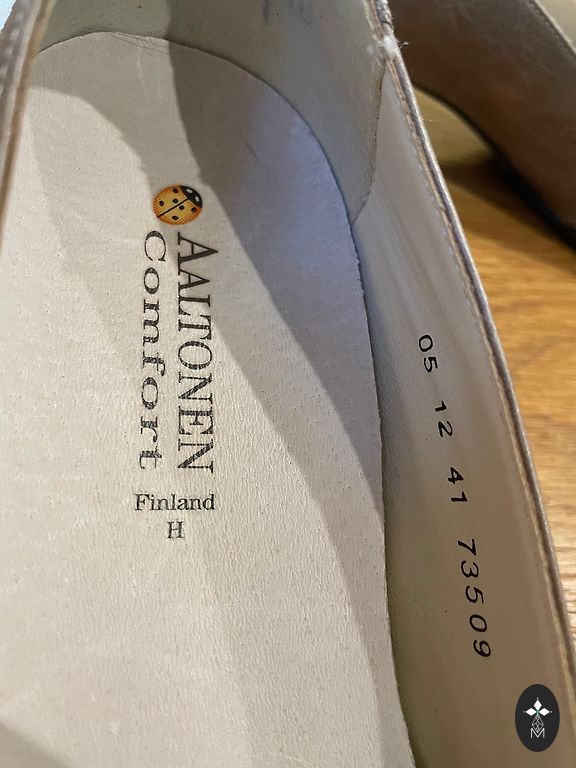 AALTONEN
Comfort
Finland
H
05 12 41 73509
M